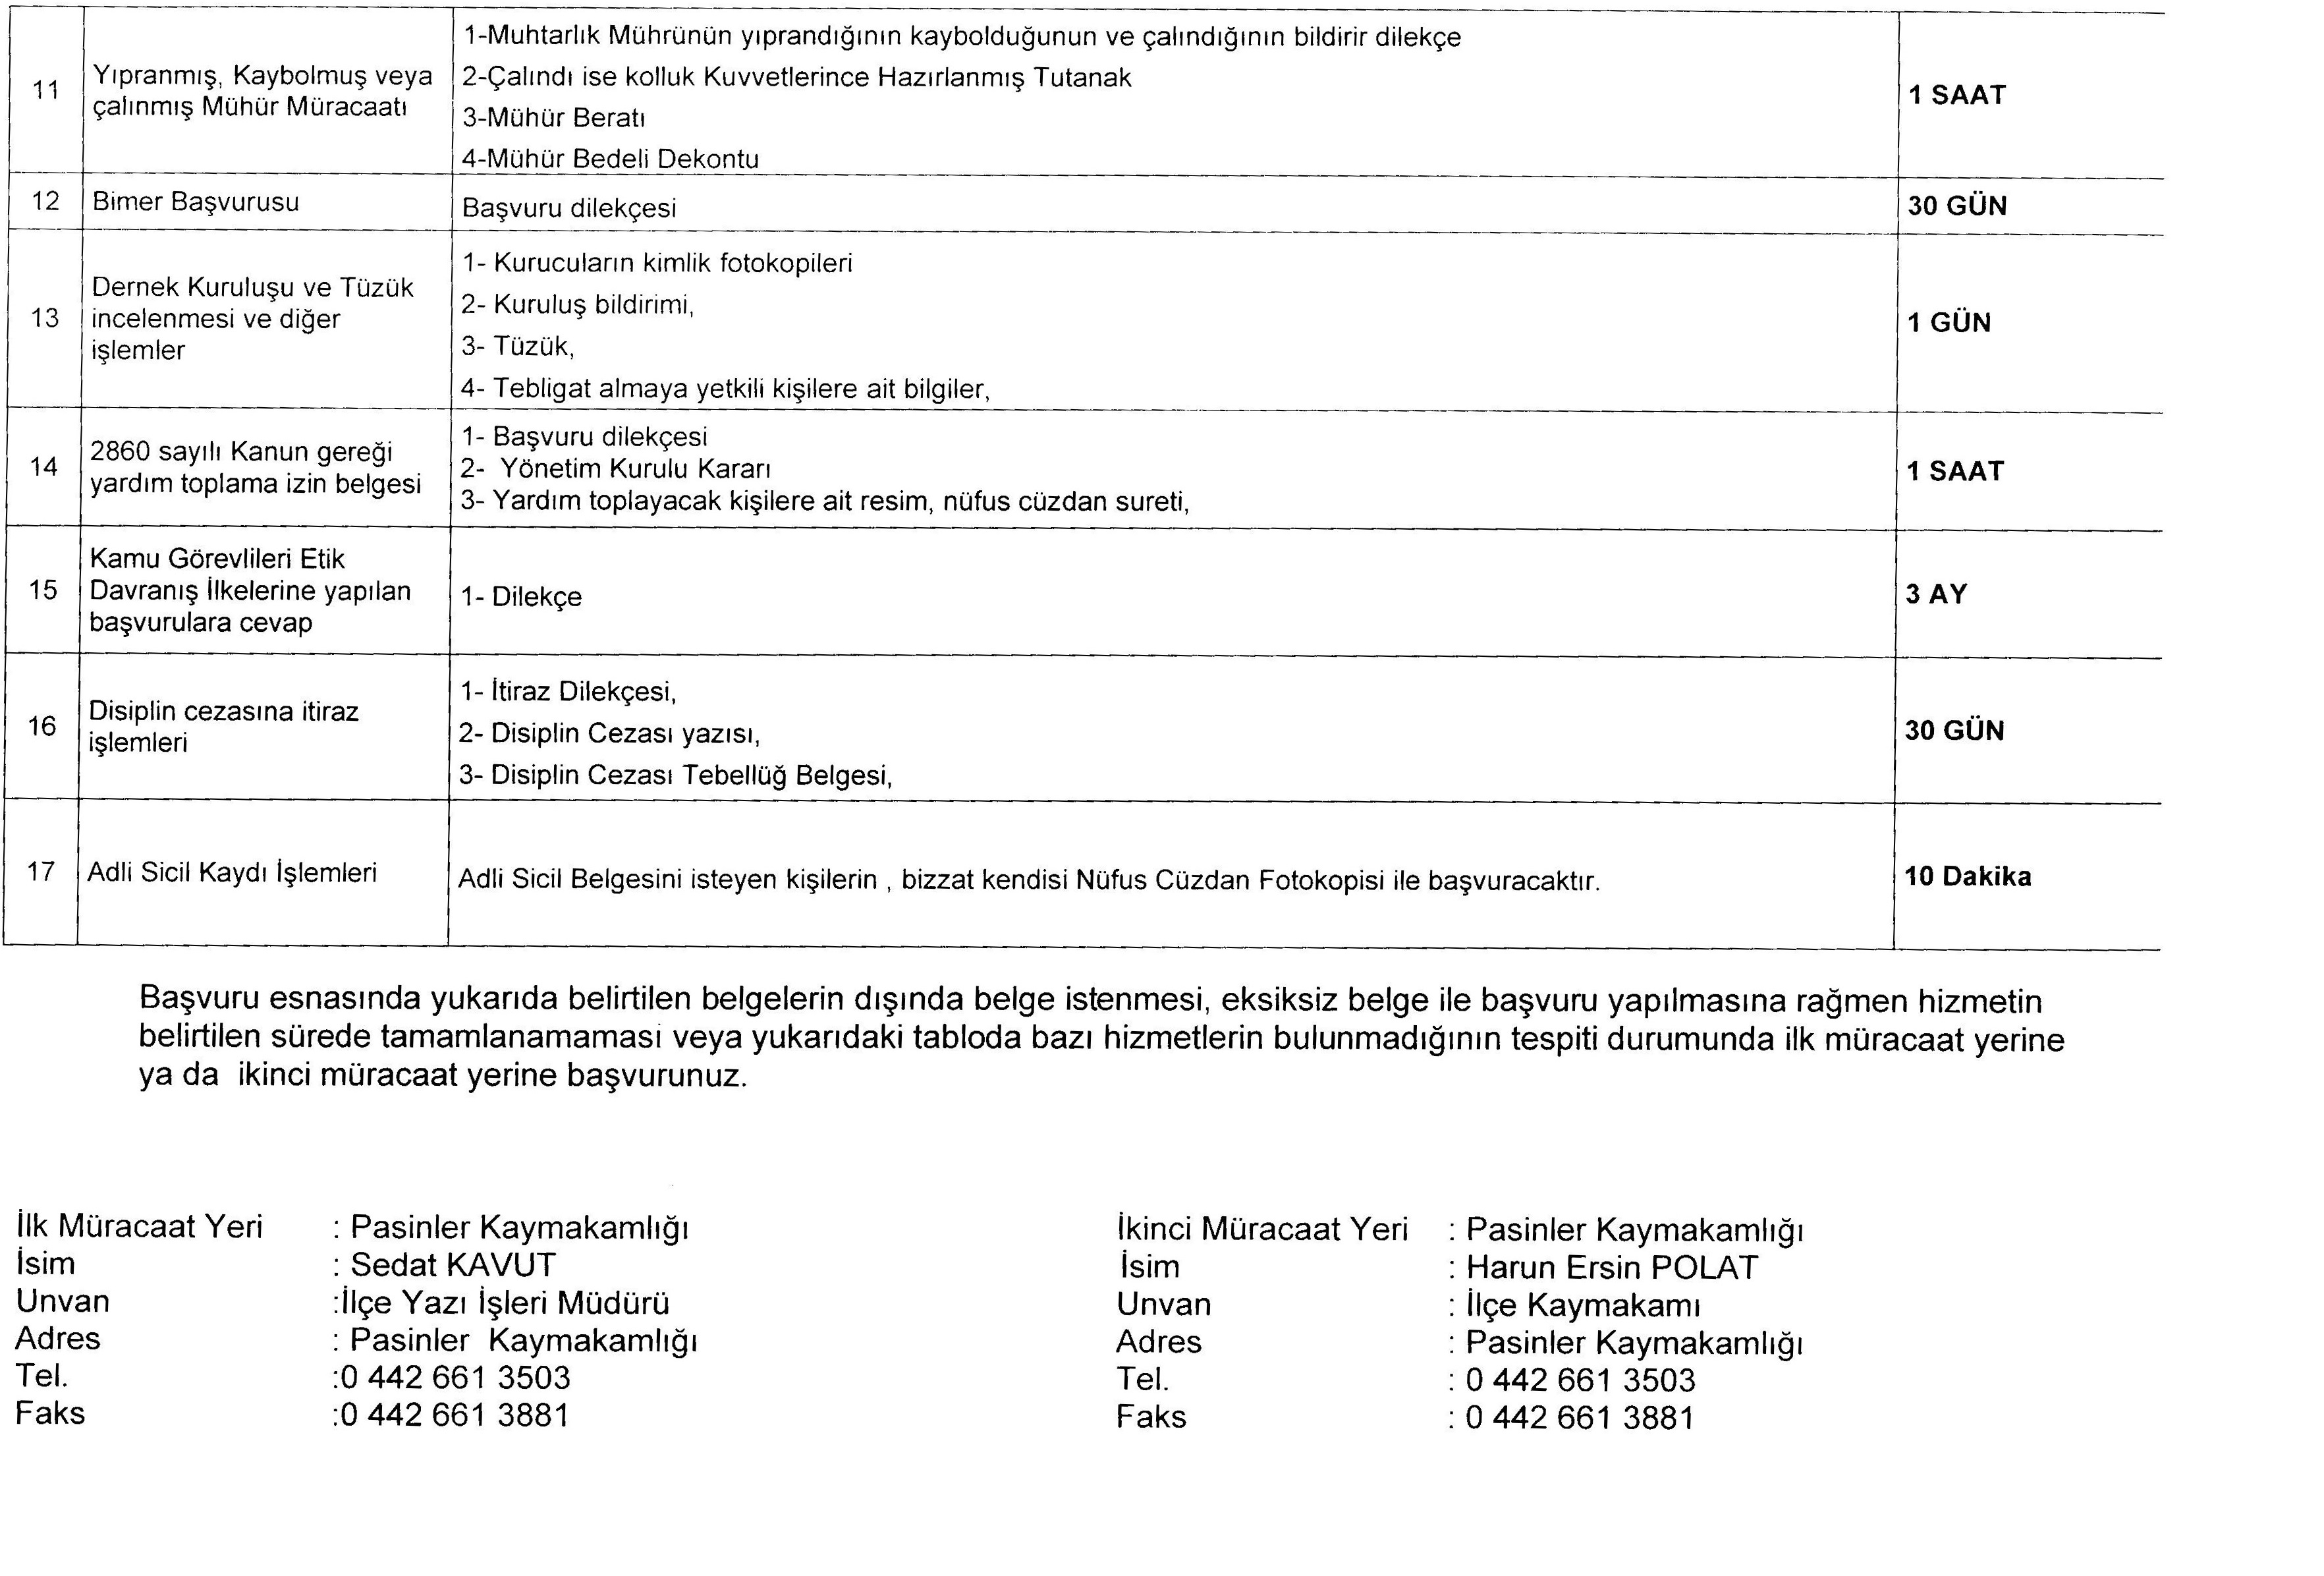 11
Yıpranmış, Kaybolmuş veya
çalınmış Mühür Müracaatı
1-Muhtarlık Mührünün yıprandığının kaybolduğunun ve çalındığının bildirir dilekçe
2-Çalındı ise kolluk Kuvvetlerince Hazırlanmış Tutanak
3-Mühür Beratı
4-Mühür Bedeli Dekontu
1 SAAT
12
Bimer Başvurusu
Başvuru dilekçesi
30 GÜN
13
Dernek Kuruluşu ve Tüzük
incelenmesi ve diğer
işlemler
1- Kurucuların kimlik fotokopileri
2- Kuruluş bildirimi,
3- Tüzük,
4- Tebligat almaya yetkili kişilere ait bilgiler,
1 GÜN
14
2860 sayılı Kanun gereği
yardım toplama izin belgesi
1- Başvuru dilekçesi
2- Yönetim Kurulu Kararı
3- Yardım toplayacak kişilere ait resim, nüfus cüzdan sureti,
1 SAAT
15
Kamu Görevlileri Etik
Davranış İlkelerine yapılan
başvurulara cevap
1- Dilekçe
3 AY
16
Disiplin cezasına itiraz
işlemleri
1- İtiraz Dilekçesi,
2- Disiplin Cezası yazısı,
3- Disiplin Cezası Tebellüğ Belgesi,
30 GÜN
17
Adli Sicil Kaydı İşlemleri
Adli Sicil Belgesini isteyen kişilerin , bizzat kendisi Nüfus Cüzdan Fotokopisi ile başvuracaktır.
10 Dakika
Başvuru esnasında yukarıda belirtilen belgelerin dışında belge istenmesi, eksiksiz belge ile başvuru yapılmasına rağmen hizmetin
belirtilen sürede tamamlanamaması veya yukarıdaki tabloda bazı hizmetlerin bulunmadığının tespiti durumunda ilk müracaat yerine
ya da ikinci müracaat yerine başvurunuz.
İlk Müracaat Yeri : Pasinler Kaymakamlığı
İsim : Sedat KAVUT
Unvan :İlçe Yazı İşleri Müdürü
Adres : Pasinler Kaymakamlığı
Tel. :0 442 661 3503
Faks :0 442 661 3881
İkinci Müracaat Yeri : Pasinler Kaymakamlığı
İsim : Harun Ersin POLAT
Unvan : İlçe Kaymakamı
Adres : Pasinler Kaymakamlığı
Tel. : 0 442 661 3503
Faks : 0 442 661 3881